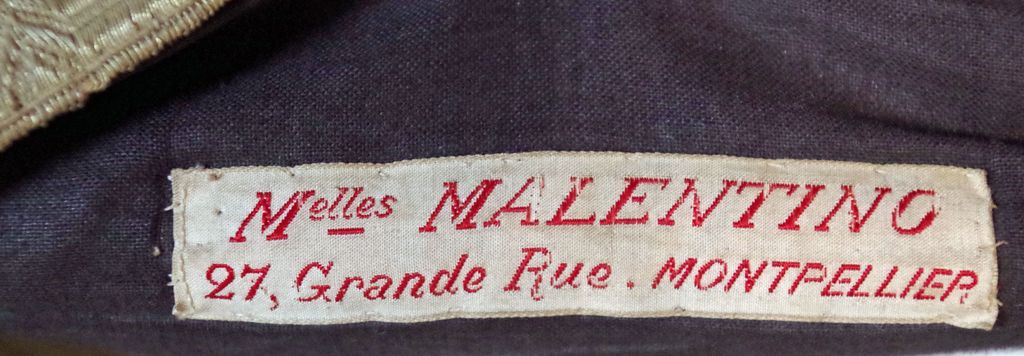 Melles MALENTINO
27, Grande Rue. MONTPELLIER